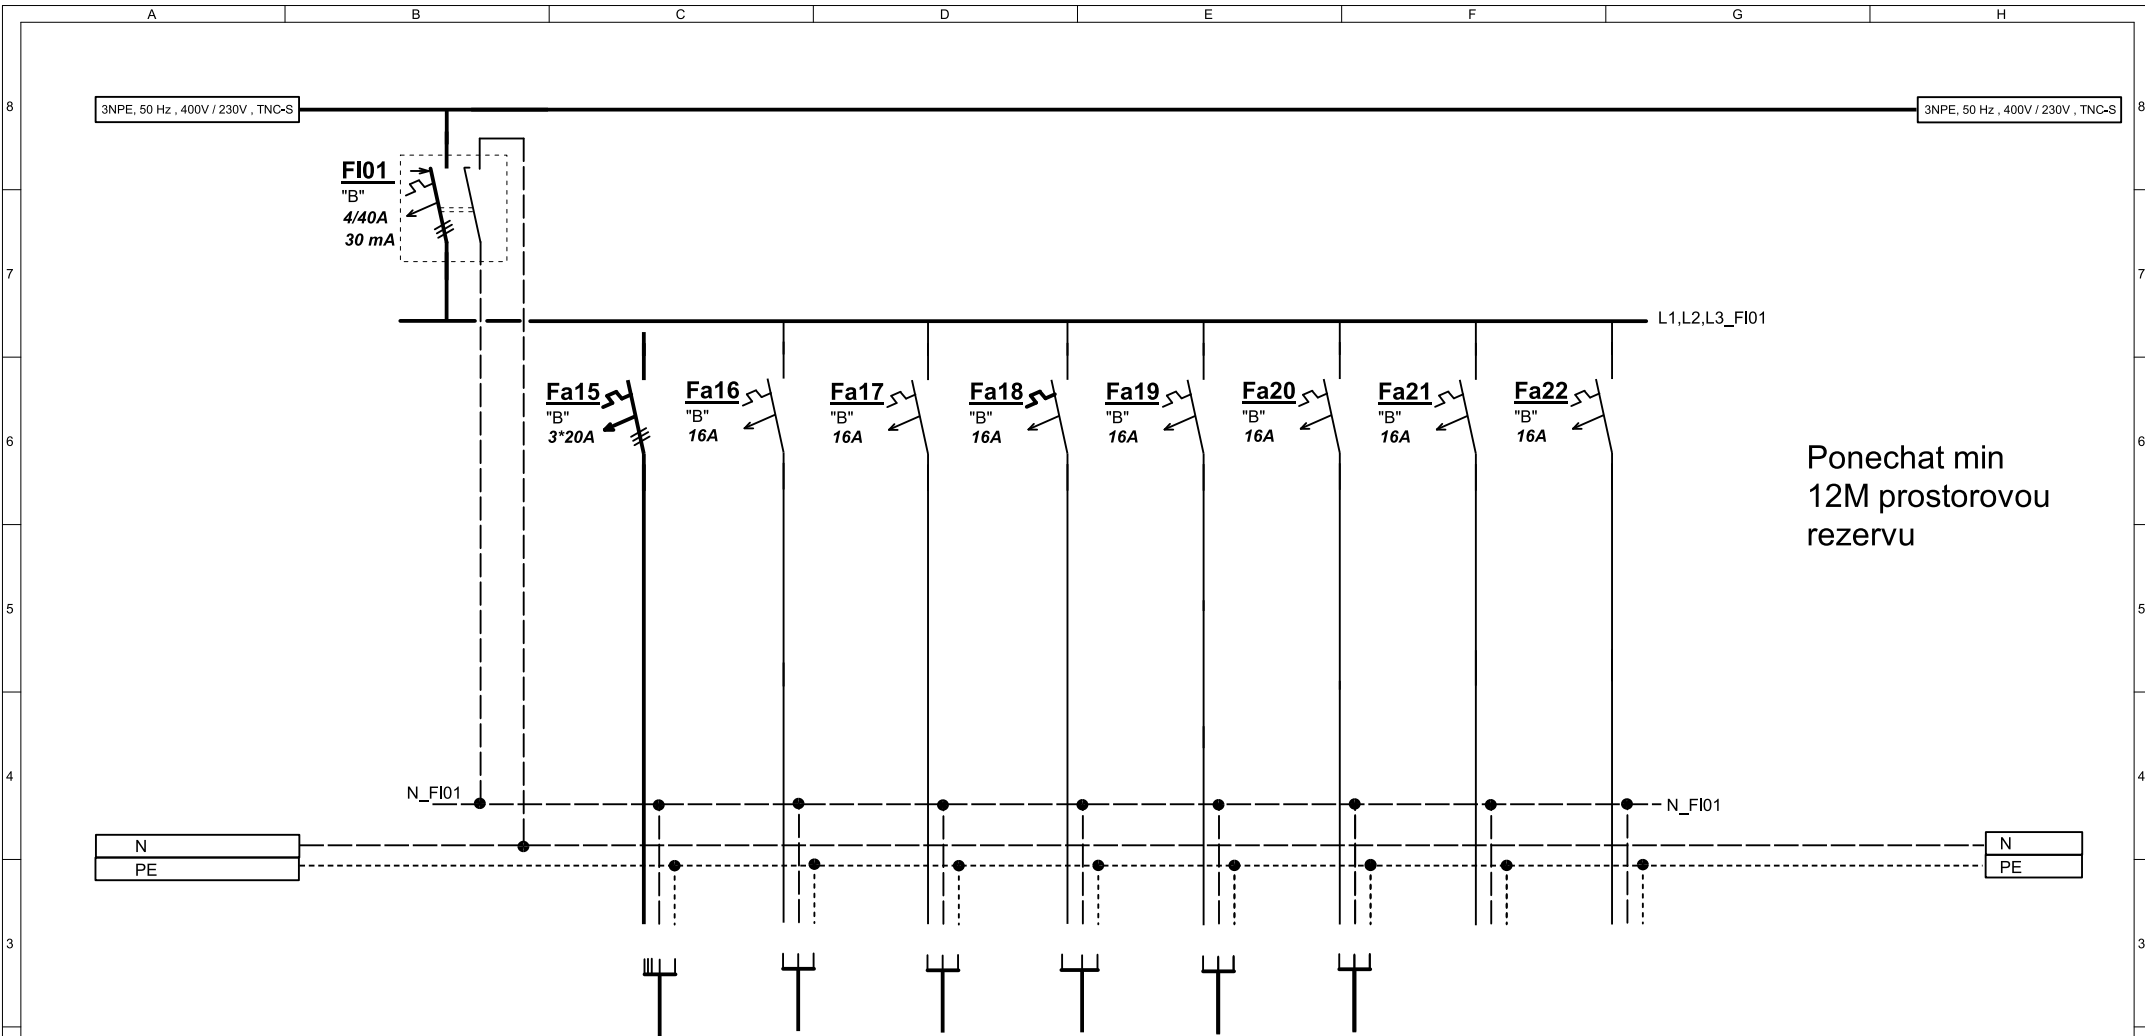 A B C D E F G H
8 8
3NPE, 50 Hz , 400V / 230V , TNC-S
3NPE, 50 Hz , 400V / 230V , TNC-S
FI01
"B"
4/40A
30 mA
7 7
L1,L2,L3_FI01
Fa15
"B"
3*20A
Fa16
"B"
16A
Fa17
"B"
16A
Fa18
"B"
16A
Fa19
"B"
16A
Fa20
"B"
16A
Fa21
"B"
16A
Fa22
"B"
16A
6 6
Ponechat min
12M prostorovou
rezervu
5 5
4 4
N_FI01
N_FI01
N
PE
N
PE
3 3